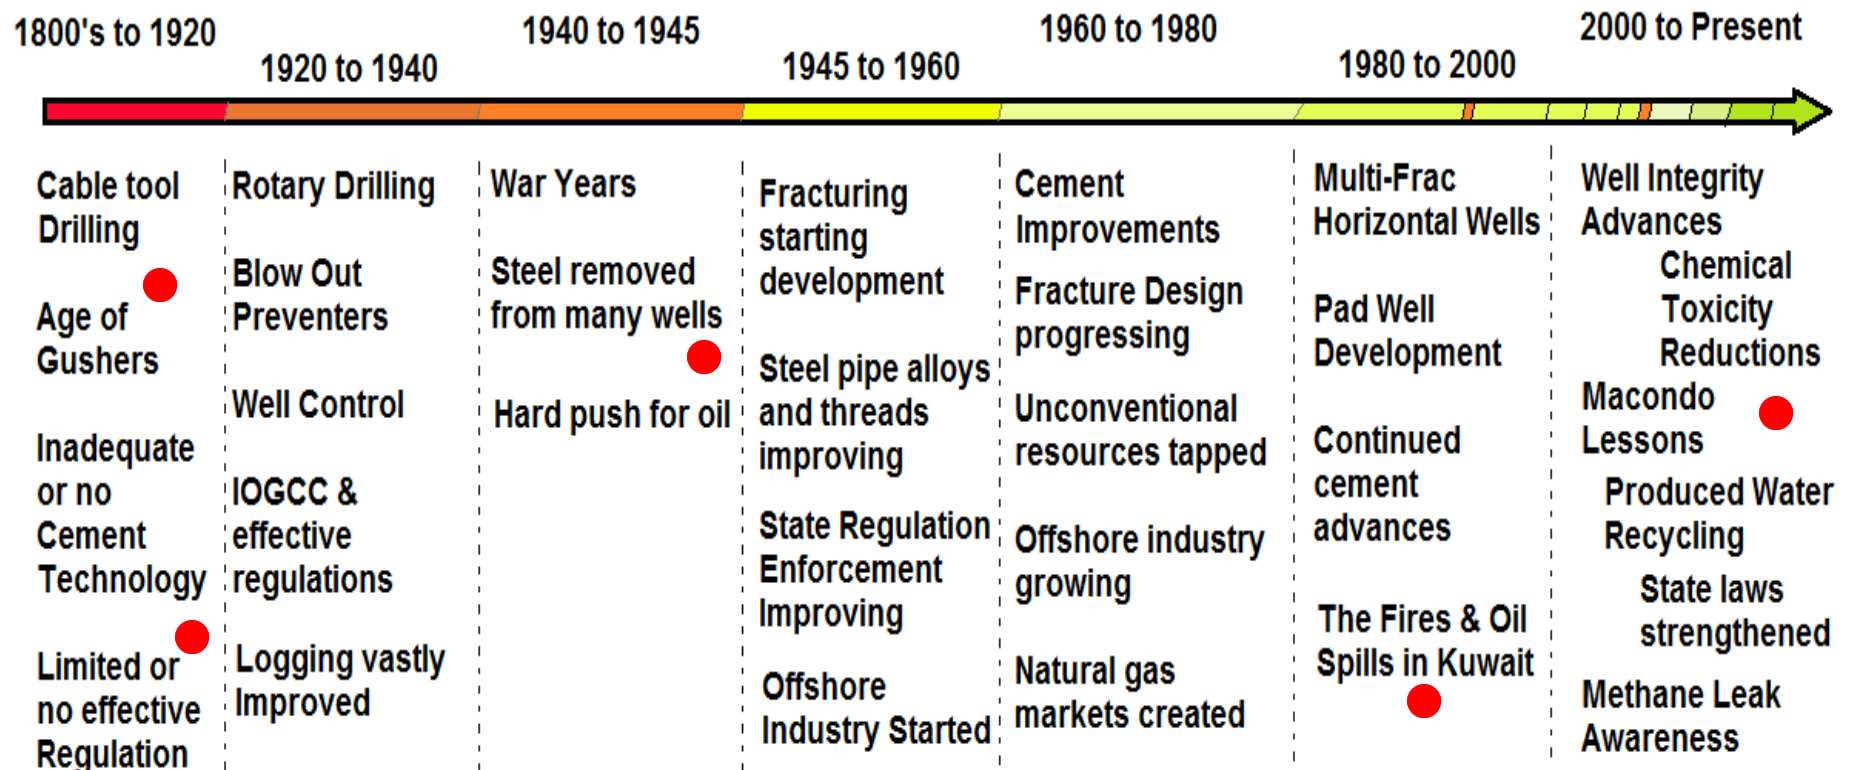 1800's to 1920
1920 to 1940
1940 to 1945
1945 to 1960
1960 to 1980
1980 to 2000
2000 to Present
Cable tool
Drilling
Age of
Gushers
Inadequate
or no
Cement
Technology
Limited or
no effective
Regulation
Rotary Drilling
Blow Out
Preventers
Well Control
IOGCC &
effective
regulations
Logging vastly
Improved
War Years
Steel removed
from many wells
Hard push for oil
Fracturing
starting
development
Steel pipe alloys
and threads
improving
State Regulation
Enforcement
Improving
Offshore
Industry Started
Cement
Improvements
Fracture Design
progressing
Unconventional
resources tapped
Offshore industry
growing
Natural gas
markets created
Multi-Frac
Horizontal Wells
Pad Well
Development
Continued
cement
advances
The Fires & Oil
Spills in Kuwait
Well Integrity
Advances
Chemical
Toxicity
Reductions
Macondo
Lessons
Produced Water
Recycling
State laws
strengthened
Methane Leak
Awareness